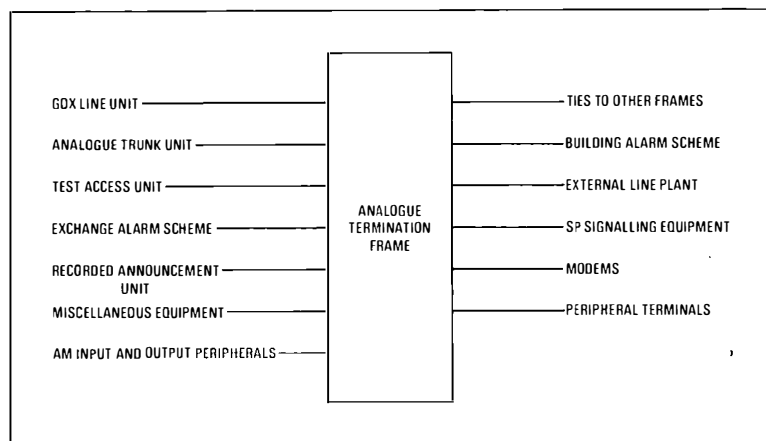 GDX LINE UNIT
ANALOGUE TRUNK UNIT
TEST ACCESS UNIT
EXCHANGE ALARM SCHEME
RECORDED ANNOUNCEMENT
UNIT
MISCELLANEOUS EQUIPMENT
AM INPUT AND OUTPUT PERIPHERALS
ANALOGUE
TERMINATION
FRAME
TIES TO OTHER FRAMES
BUILDING ALARM SCHEME
EXTERNAL LINE PLANT
SP SIGNALLING EQUIPMENT
MODEMS
PERIPHERAL TERMINALS